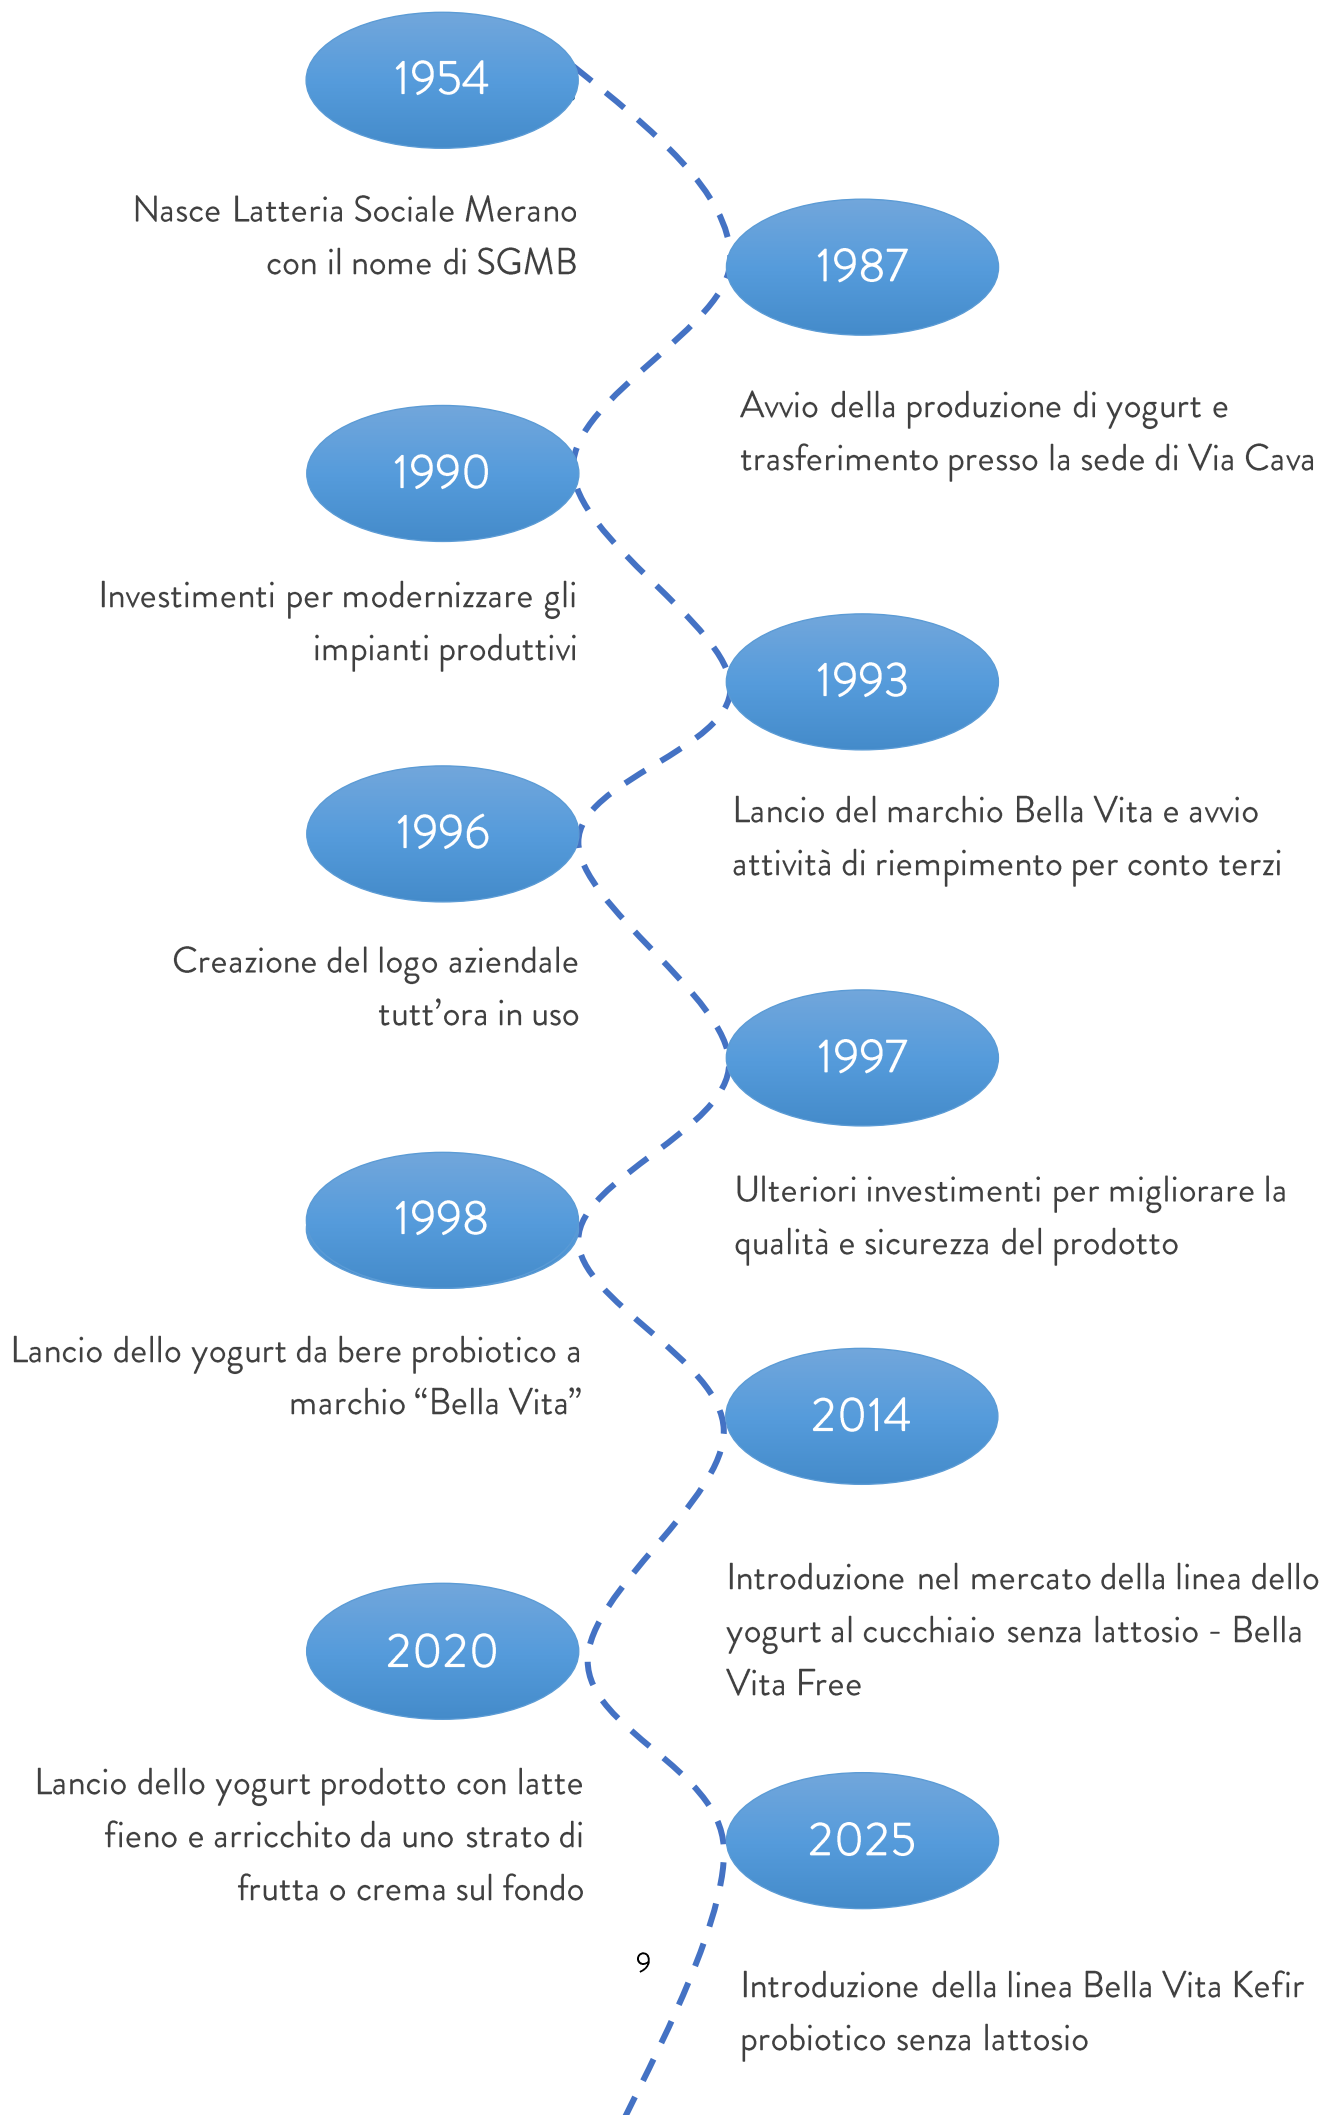 1954
Nasce Latteria Sociale Merano
con il nome di SGMB
1987
Avvio della produzione di yogurt e
trasferimento presso la sede di Via Cava
1990
Investimenti per modernizzare gli
impianti produttivi
1993
Lancio del marchio Bella Vita e avvio
attività di riempimento per conto terzi
1996
Creazione del logo aziendale
tutt’ora in uso
1997
Ulteriori investimenti per migliorare la
qualità e sicurezza del prodotto
1998
Lancio dello yogurt da bere probiotico a
marchio “Bella Vita”
2014
Introduzione nel mercato della linea dello
yogurt al cucchiaio senza lattosio - Bella
Vita Free
2020
Lancio dello yogurt prodotto con latte
fieno e arricchito da uno strato di
frutta o crema sul fondo
2025
Introduzione della linea Bella Vita Kefir
probiotico senza lattosio
9